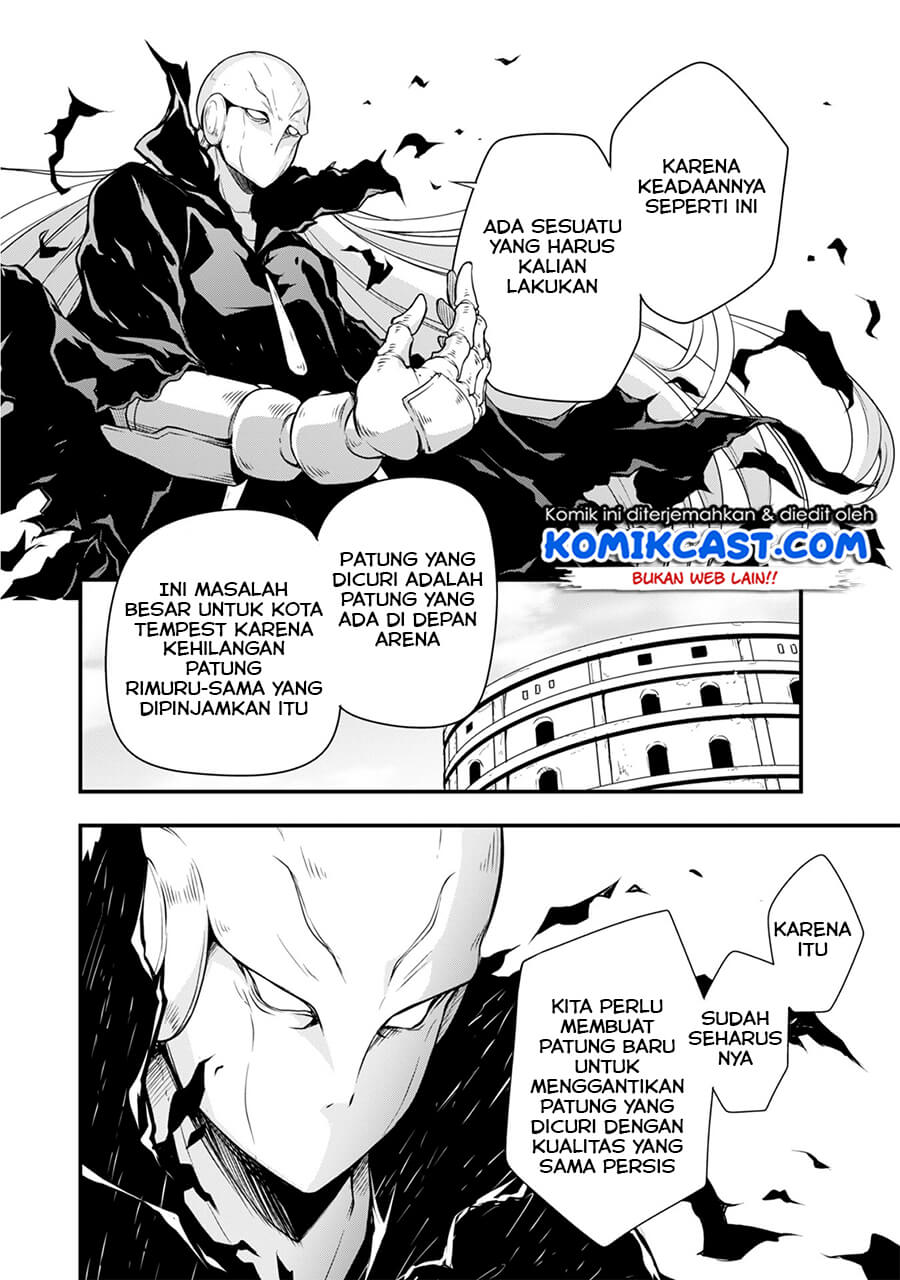 KARENA
KEADAANNYA
SEPERTI INI
ADA SESUATU
YANG HARUS
KALIAN
LAKUKAN
Komik ini diterjemahkan & diedit oleh
KOMIKCAST.COM
BUKAN WEB LAIN!!
PATUNG YANG
DICURI ADALAH
PATUNG YANG
ADA DI DEPAN
ARENA
INI MASALAH
BESAR UNTUK KOTA
TEMPEST KARENA
KEHILANGAN
PATUNG
RIMURU-SAMA YANG
DIPINJAMKAN ITU
KARENA
ITU
SUDAH
SEHARUS
NYA
KITA PERLU
MEMBUAT
PATUNG BARU
UNTUK
MENGGANTIKAN
PATUNG YANG
DICURI DENGAN
KUALITAS YANG
SAMA PERSIS